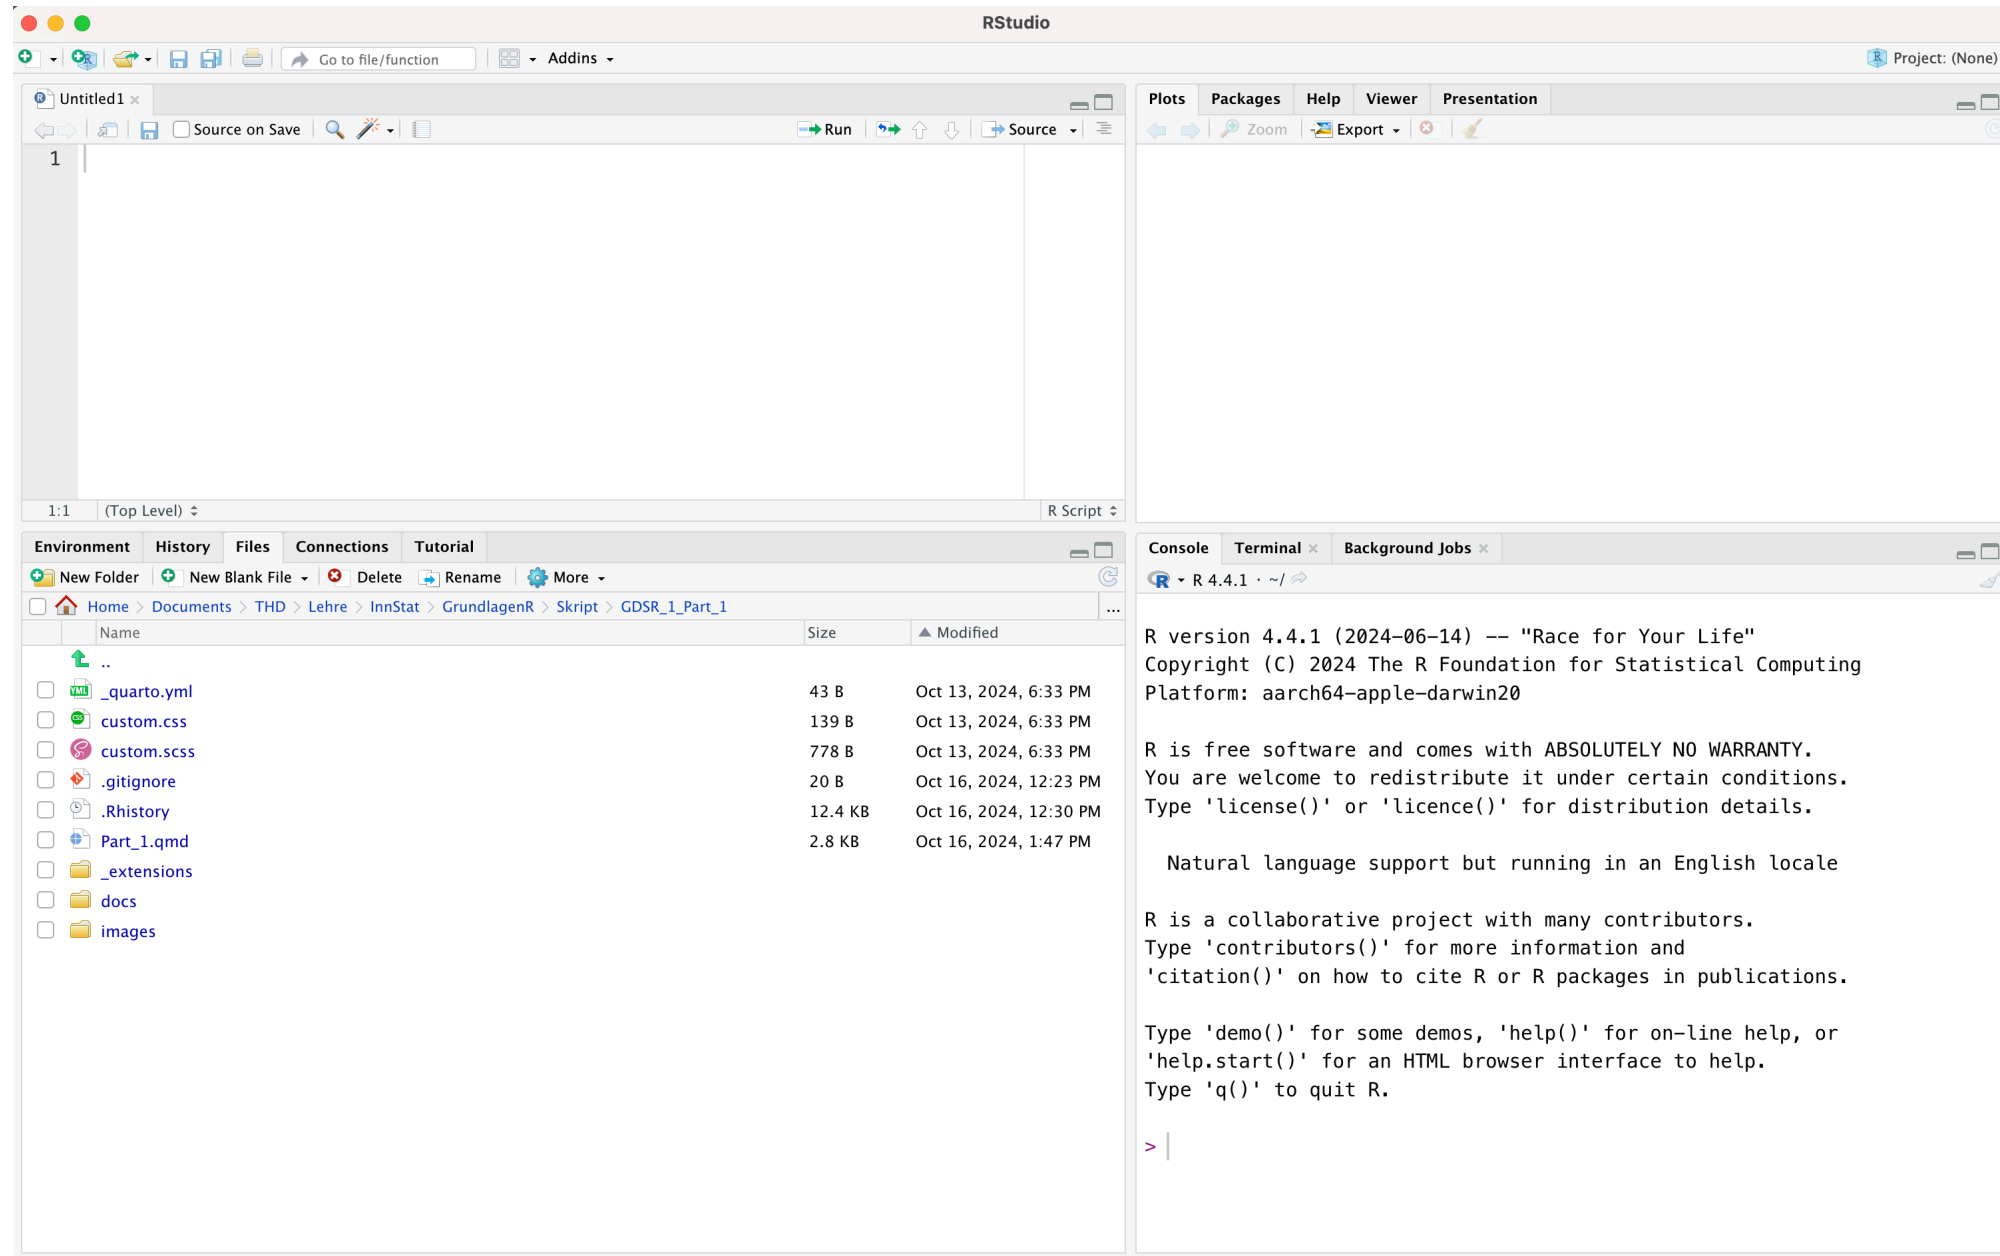 RStudio
Go to file/function
Addins
Project: (None)
Untitled1
Source on Save
Run
Source
1
1:1
(Top Level)
R Script
Plots
Packages
Help
Viewer
Presentation
Zoom
Export
Environment
History
Files
Connections
Tutorial
New Folder
New Blank File
Delete
Rename
More
Home > Documents > THD > Lehre > InnStat > GrundlagenR > Skript > GDSR_1_Part_1
...
Name Size Modified
..
_quarto.yml 43 B Oct 13, 2024, 6:33 PM
custom.css 139 B Oct 13, 2024, 6:33 PM
custom.scss 778 B Oct 13, 2024, 6:33 PM
.gitignore 20 B Oct 16, 2024, 12:23 PM
.Rhistory 12.4 KB Oct 16, 2024, 12:30 PM
Part_1.qmd 2.8 KB Oct 16, 2024, 1:47 PM
_extensions
docs
images
Console
Terminal
Background Jobs
R 4.4.1 · ~/
R version 4.4.1 (2024-06-14) -- "Race for Your Life"
Copyright (C) 2024 The R Foundation for Statistical Computing
Platform: aarch64-apple-darwin20
R is free software and comes with ABSOLUTELY NO WARRANTY.
You are welcome to redistribute it under certain conditions.
Type 'license()' or 'licence()' for distribution details.
Natural language support but running in an English locale
R is a collaborative project with many contributors.
Type 'contributors()' for more information and
'citation()' on how to cite R or R packages in publications.
Type 'demo()' for some demos, 'help()' for on-line help, or
'help.start()' for an HTML browser interface to help.
Type 'q()' to quit R.
>